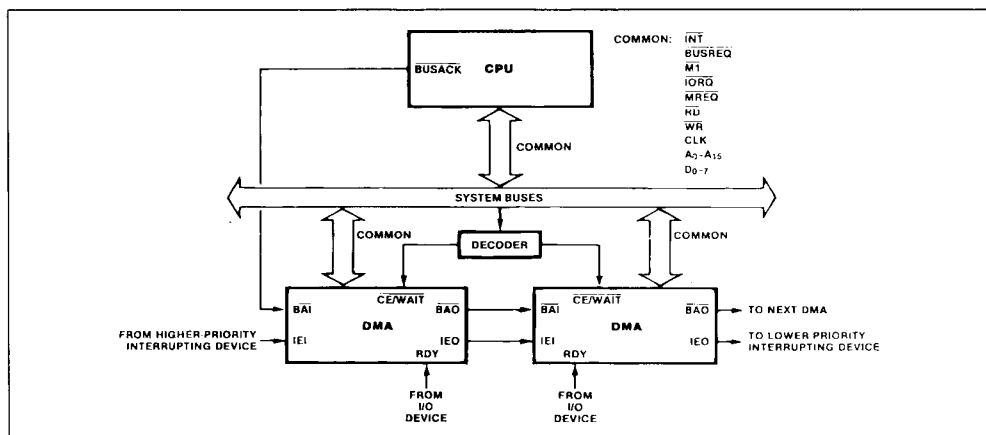 COMMON: INT
BUSREQ
M1
IORQ
MREQ
RD
WR
CLK
A0-A15
D0-7
BUSACK CPU
COMMON
SYSTEM BUSES
COMMON
DECODER
COMMON
CE/WAIT
BAI
BAO
DMA
IEI
IEO
RDY
CE/WAIT
BAI
BAO
DMA
IEI
IEO
RDY
TO NEXT DMA
FROM HIGHER-PRIORITY
INTERRUPTING DEVICE
TO LOWER PRIORITY
INTERRUPTING DEVICE
FROM
I/O
DEVICE
FROM
I/O
DEVICE